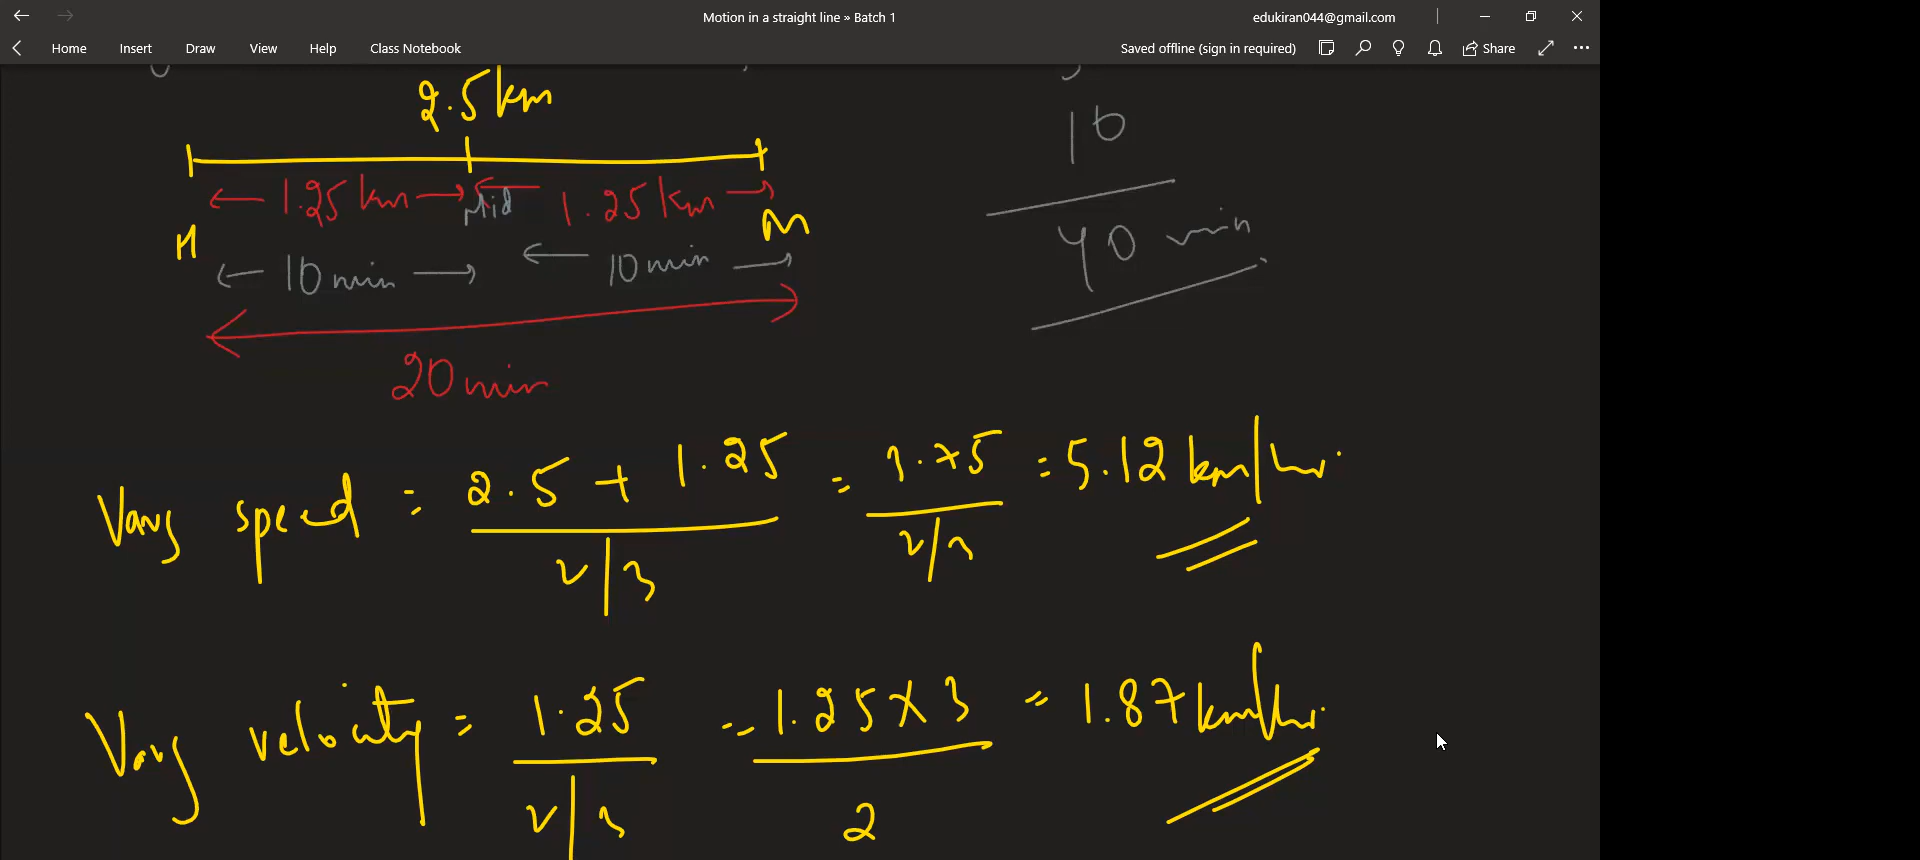 Motion in a straight line » Batch 1
edukiran044@gmail.com
Home Insert Draw View Help Class Notebook
Saved offline (sign in required) Share
2.5 km
10
1.25 km Mid 1.25 km
H M
40 min
10 min 10 min
20 min
Vavg speed = 2.5 + 1.25 / 2/3 = 3.75 / 2/3 = 5.12 km/hr.
Vavg velocity = 1.25 / 2/3 = 1.25 × 3 / 2 = 1.87 km/hr.